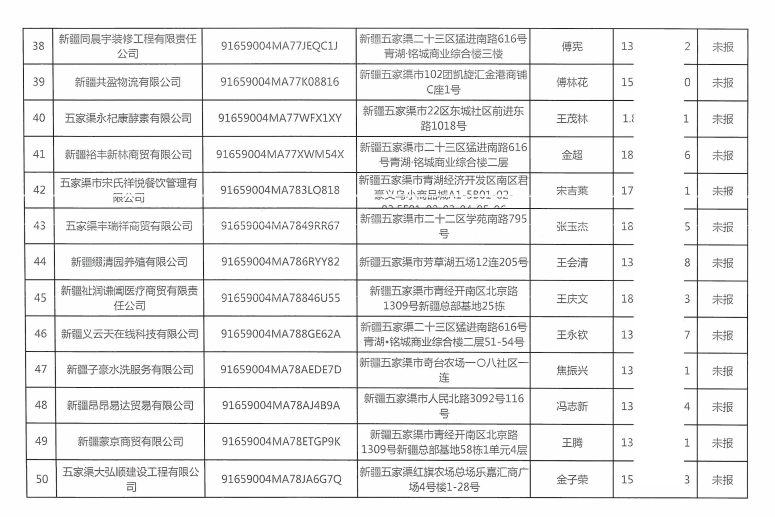 38 新疆同晨宇装修工程有限责任公司 91659004MA77JEQC1J 新疆五家渠二十三区猛进南路616号青湖·铭城商业综合楼三楼 傅宪 13 2 未报
39 新疆共盈物流有限公司 91659004MA77K08816 新疆五家渠市102团凯旋汇金港商铺C座1号 傅林花 15 0 未报
40 五家渠永杞康酵素有限公司 91659004MA77WFX1XY 新疆五家渠市22区东城社区前进东路1018号 王茂林 1 1 未报
41 新疆裕丰新林商贸有限公司 91659004MA77XWM54X 新疆五家渠市二十三区猛进南路616号青湖·铭城商业综合楼二层 金超 18 6 未报
42 五家渠市宋氏祥悦餐饮管理有限公司 91659004MA783LQ818 新疆五家渠市青湖经济开发区南区君豪义乌小商品城A1-5B01-02- 宋吉葉 17 1 未报
43 五家渠丰瑞祥商贸有限公司 91659004MA7849RR67 新疆五家渠市二十二区学苑南路795号 张玉杰 18 5 未报
44 新疆缀清园养殖有限公司 91659004MA786RYY82 新疆五家渠市芳草湖五场12连205号 王会清 13 8 未报
45 新疆祉润谦阖医疗商贸有限责任公司 91659004MA78846U55 新疆五家渠市青经开南区北京路1309号新疆总部基地25栋 王庆文 18 3 未报
46 新疆义云天在线科技有限公司 91659004MA788GE62A 新疆五家渠二十三区猛进南路616号青湖·铭城商业综合楼二层51-54号 王永钦 13 7 未报
47 新疆子豪水洗服务有限公司 91659004MA78AEDE7D 新疆五家渠市奇台农场一〇八社区一连 焦振兴 13 1 未报
48 新疆昂昂易达贸易有限公司 91659004MA78AJ4B9A 新疆五家渠市人民北路3092号116号 冯志新 13 4 未报
49 新疆蒙京商贸有限公司 91659004MA78ETGP9K 新疆五家渠市青经开南区北京路1309号新疆总部基地58栋1单元4层 王腾 13 1 未报
50 五家渠大弘顺建设工程有限公司 91659004MA78JA6G7Q 新疆五家渠红旗农场总场乐嘉汇商广场4号楼1-28号 金子荣 15 3 未报